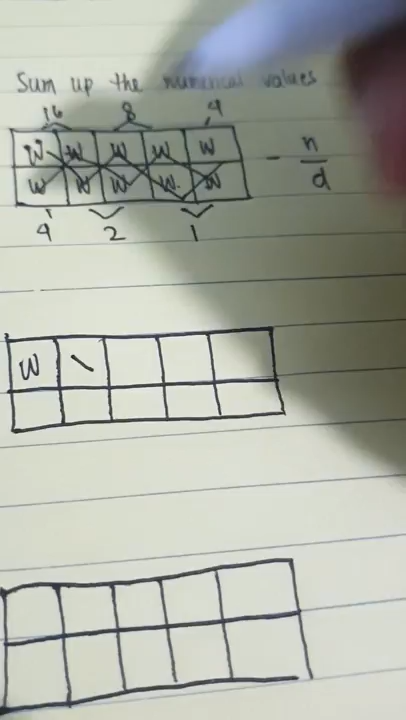 Sum up the numerical values
16 8 4
W W W W W
W W W W W
- n/d
4 2 1
W \